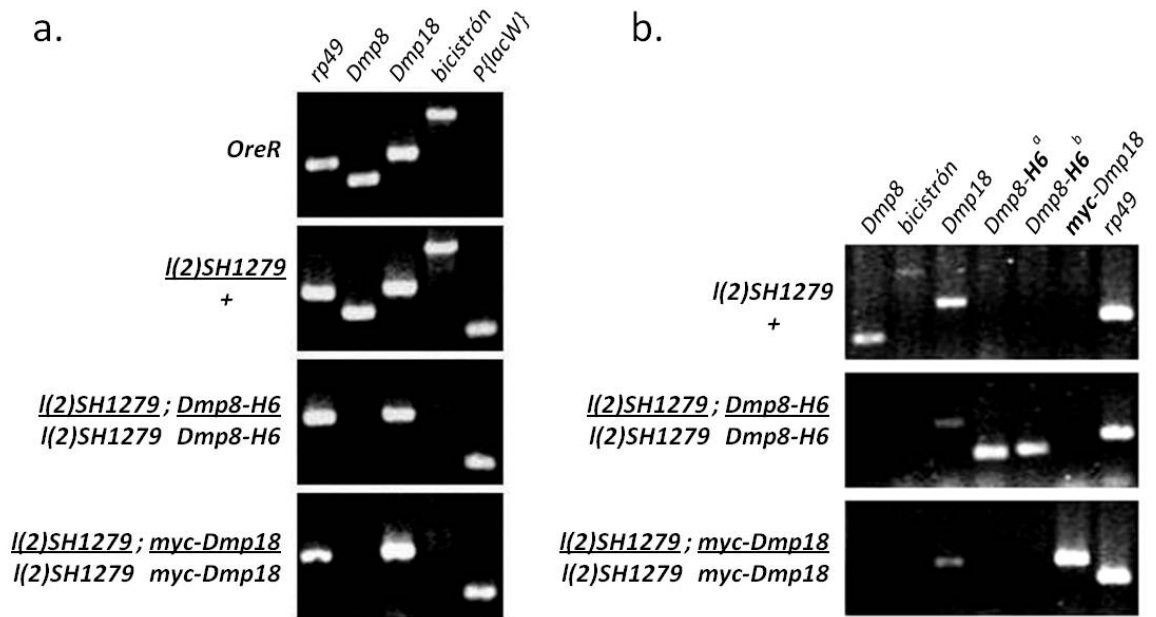 a.
rp49 Dmp8 Dmp18 bicistrón P{lacW}
OreR
l(2)SH1279
+
l(2)SH1279 ; Dmp8-H6
l(2)SH1279 Dmp8-H6
l(2)SH1279 ; myc-Dmp18
l(2)SH1279 myc-Dmp18
b.
Dmp8 bicistrón Dmp18 Dmp8-H6 a Dmp8-H6 b myc-Dmp18 rp49
l(2)SH1279
+
l(2)SH1279 ; Dmp8-H6
l(2)SH1279 Dmp8-H6
l(2)SH1279 ; myc-Dmp18
l(2)SH1279 myc-Dmp18